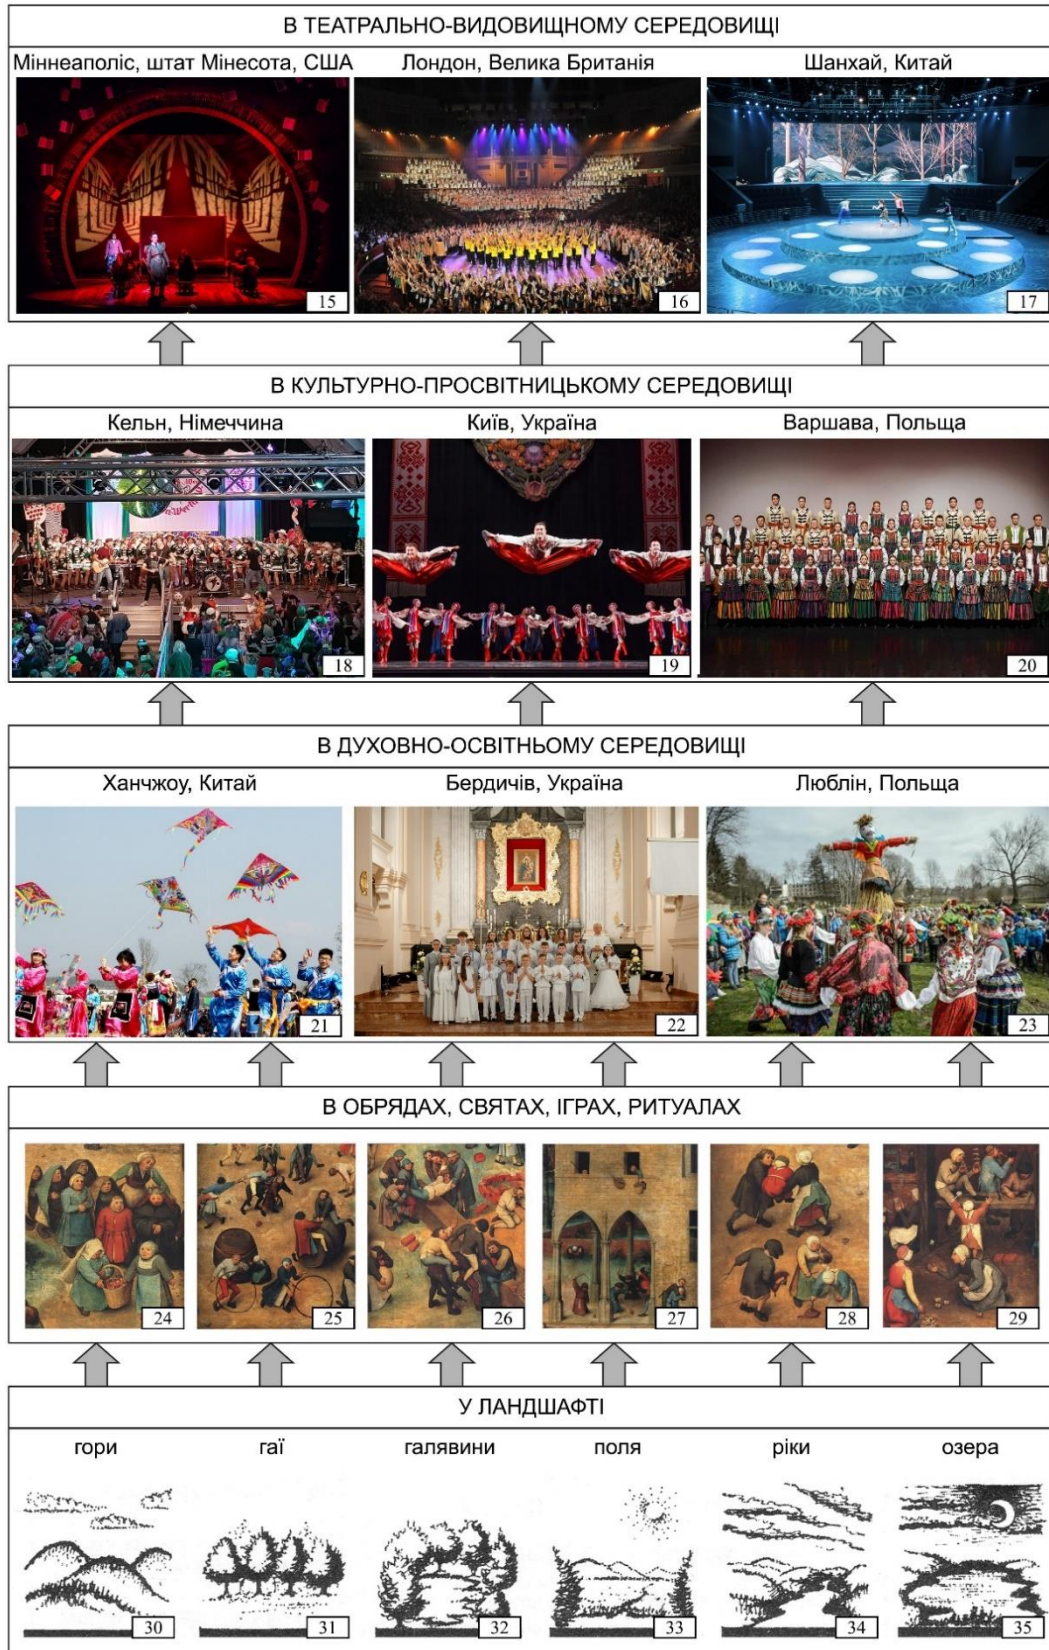 В ТЕАТРАЛЬНО-ВИДОВИЩНОМУ СЕРЕДОВИЩІ
Міннеаполіс, штат Мінесота, США
Лондон, Велика Британія
Шанхай, Китай
15
16
17
В КУЛЬТУРНО-ПРОСВІТНИЦЬКОМУ СЕРЕДОВИЩІ
Кельн, Німеччина
Київ, Україна
Варшава, Польща
18
19
20
В ДУХОВНО-ОСВІТНЬОМУ СЕРЕДОВИЩІ
Ханчжоу, Китай
Бердичів, Україна
Люблін, Польща
21
22
23
В ОБРЯДАХ, СВЯТАХ, ІГРАХ, РИТУАЛАХ
24
25
26
27
28
29
У ЛАНДШАФТІ
гори
гаї
галявини
поля
ріки
озера
30
31
32
33
34
35